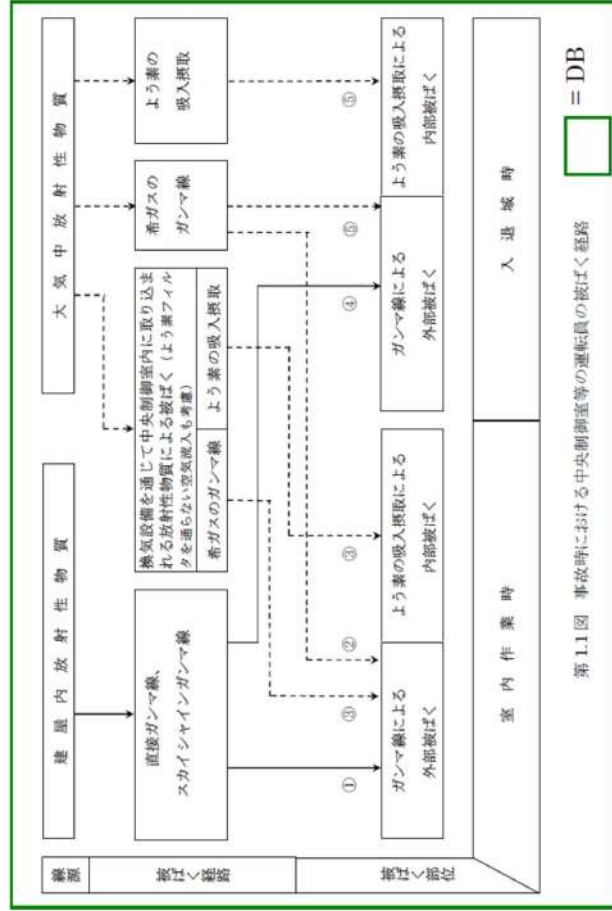 線源
建屋内放射性物質
大気中放射性物質
被ばく経路
直接ガンマ線、
スカイシャインガンマ線
換気設備を通じて中央制御室内に取り込ま
れる放射性物質による被ばく(よう素フィル
タを通らない空気流入も考慮)
希ガスのガンマ線
よう素の吸入摂取
希ガスの
ガンマ線
よう素の
吸入摂取
①
③
②
③
④
⑤
⑤
被ばく部位
ガンマ線による
外部被ばく
よう素の吸入摂取による
内部被ばく
ガンマ線による
外部被ばく
よう素の吸入摂取による
内部被ばく
室内作業時
入退域時
第1.1図 事故時における中央制御室等の運転員の被ばく経路
= DB